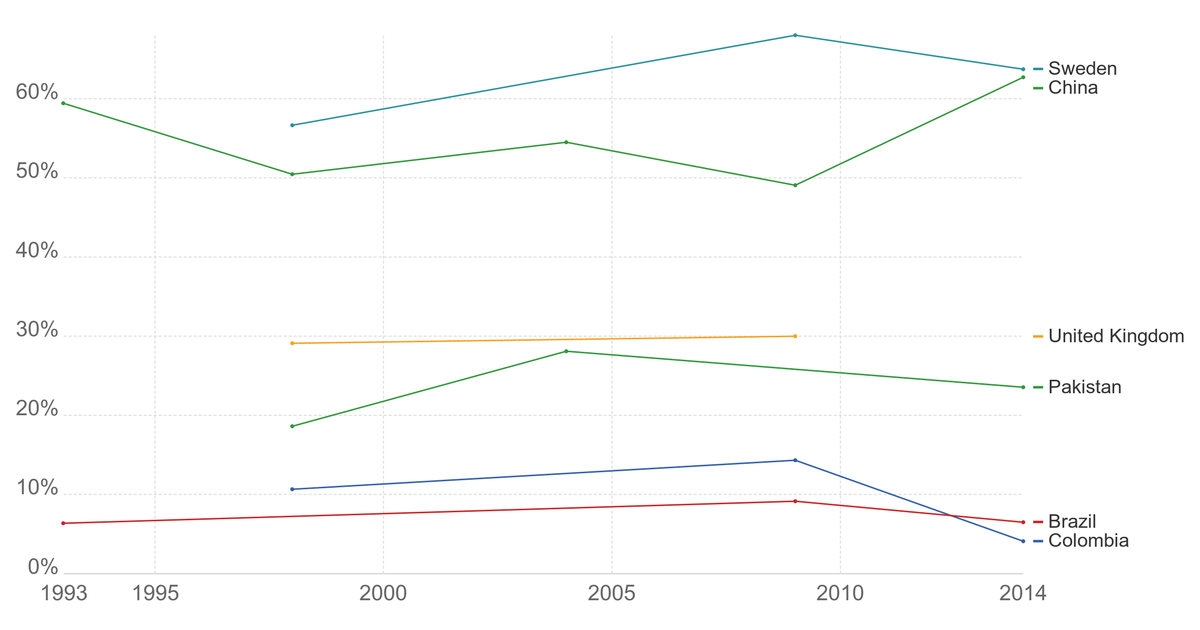 60%
50%
40%
30%
20%
10%
0%
1993 1995 2000 2005 2010 2014
Sweden
China
United Kingdom
Pakistan
Brazil
Colombia